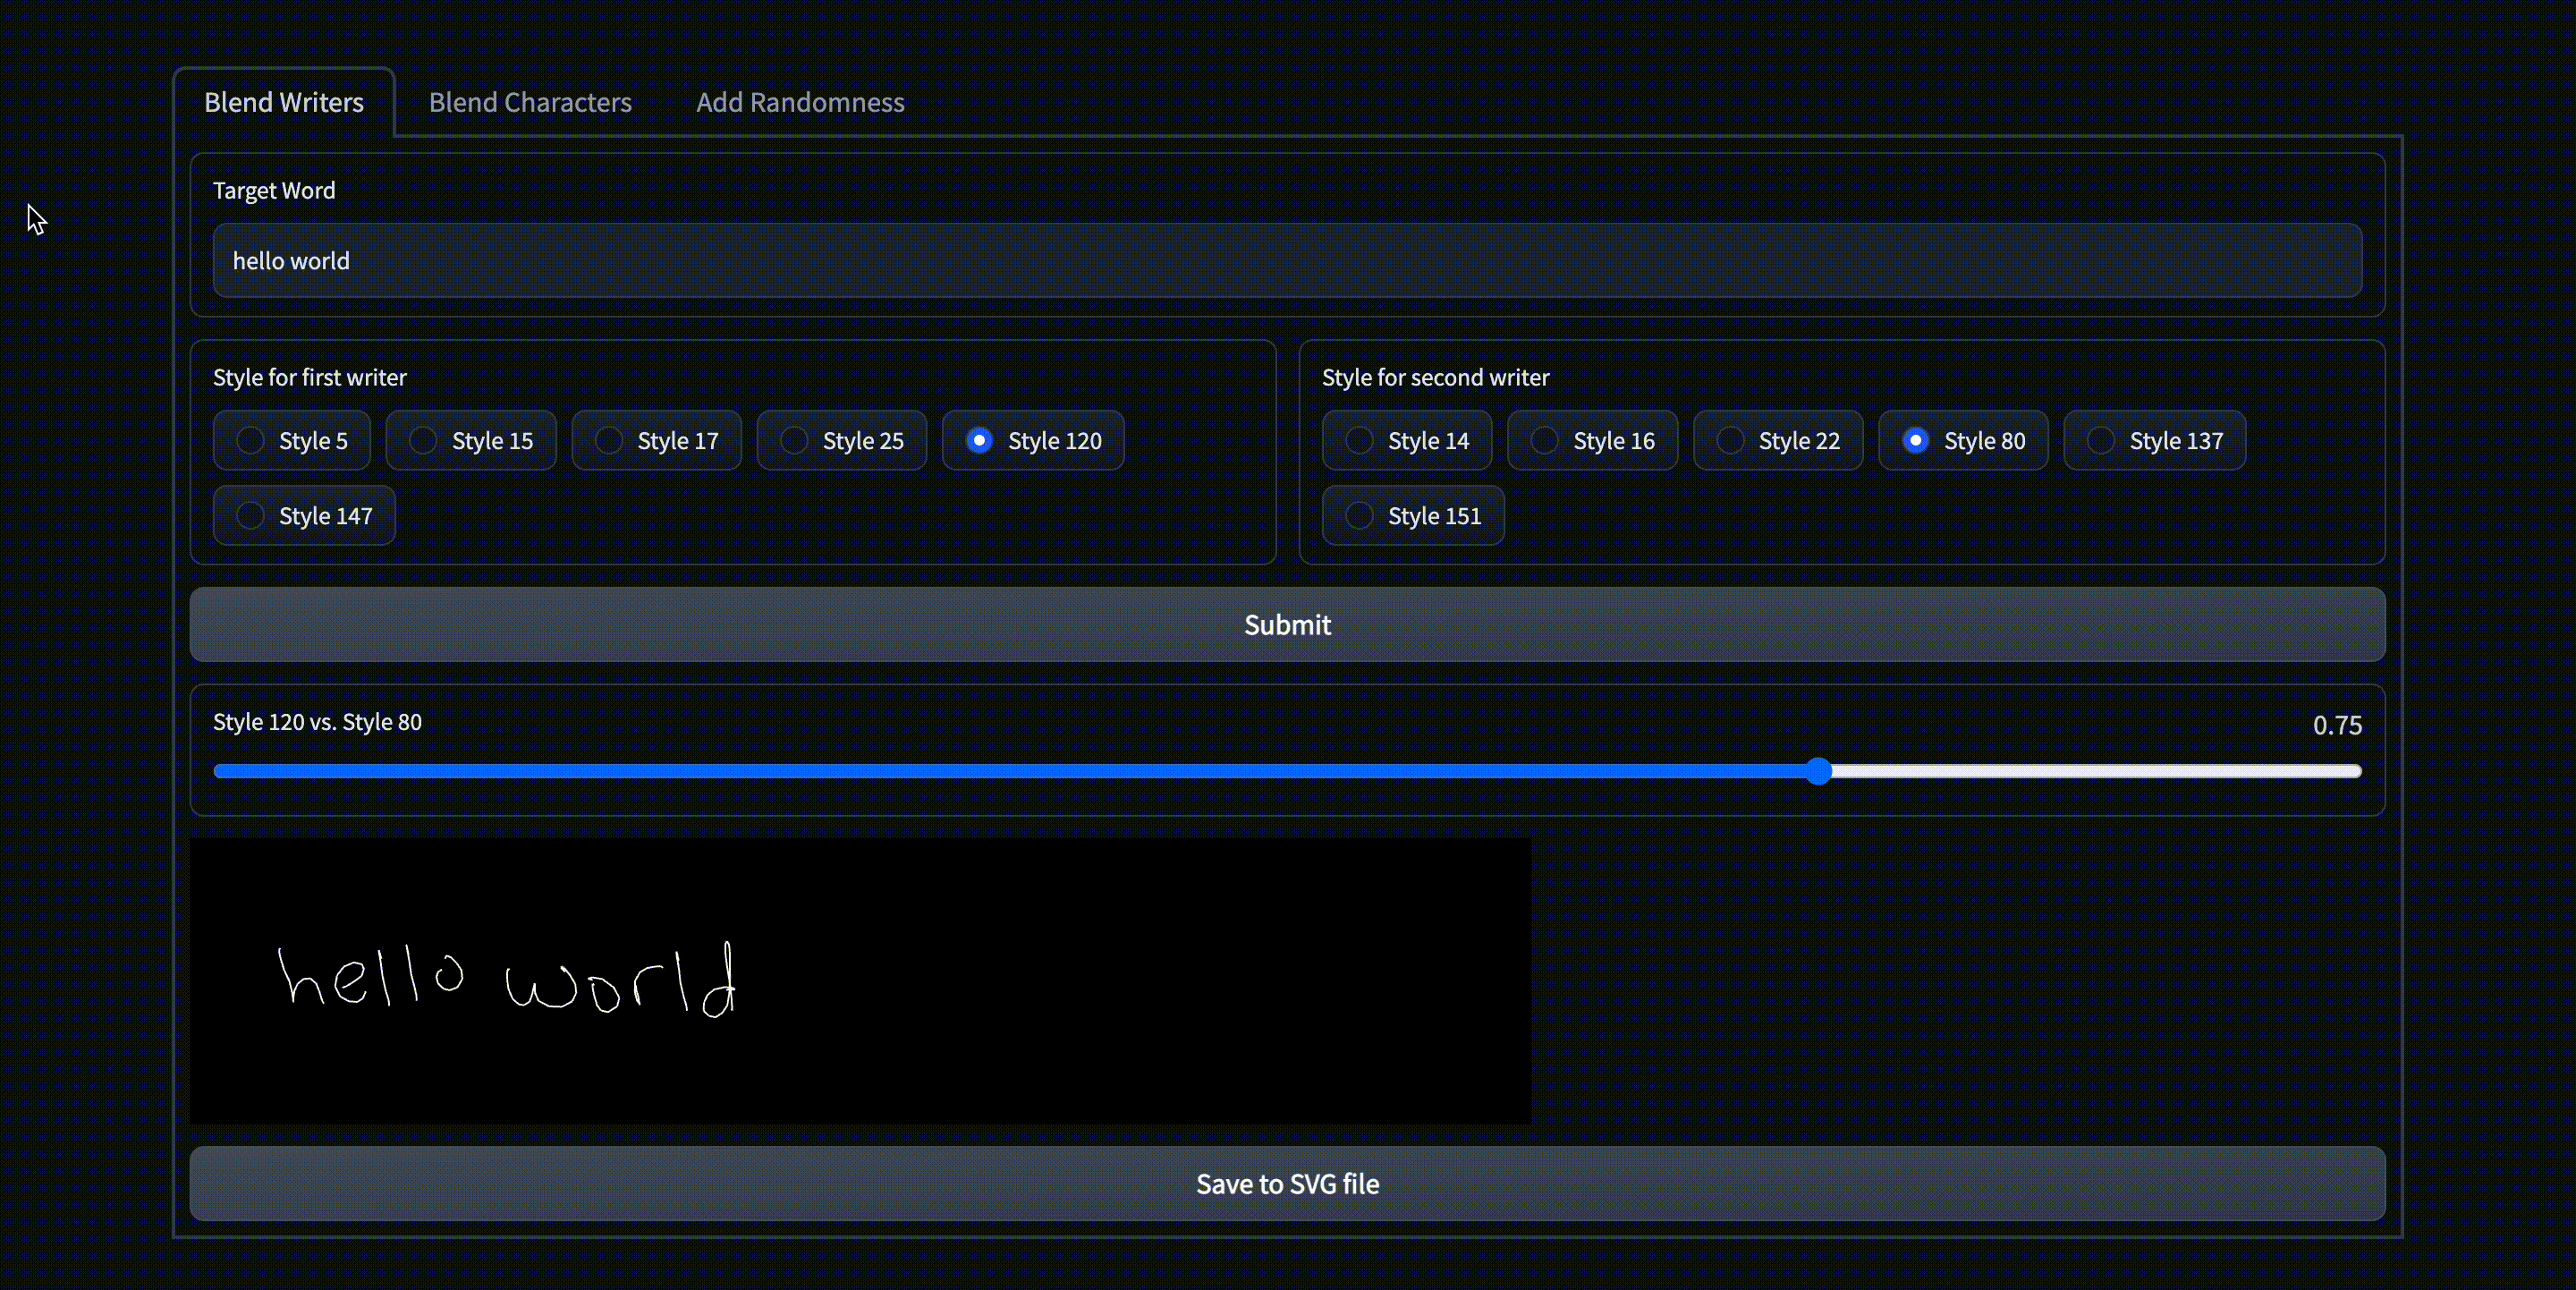 Blend Writers Blend Characters Add Randomness
Target Word
hello world
Style for first writer
Style 5 Style 15 Style 17 Style 25 Style 120
Style 147
Style for second writer
Style 14 Style 16 Style 22 Style 80 Style 137
Style 151
Submit
Style 120 vs. Style 80 0.75
hello world
Save to SVG file